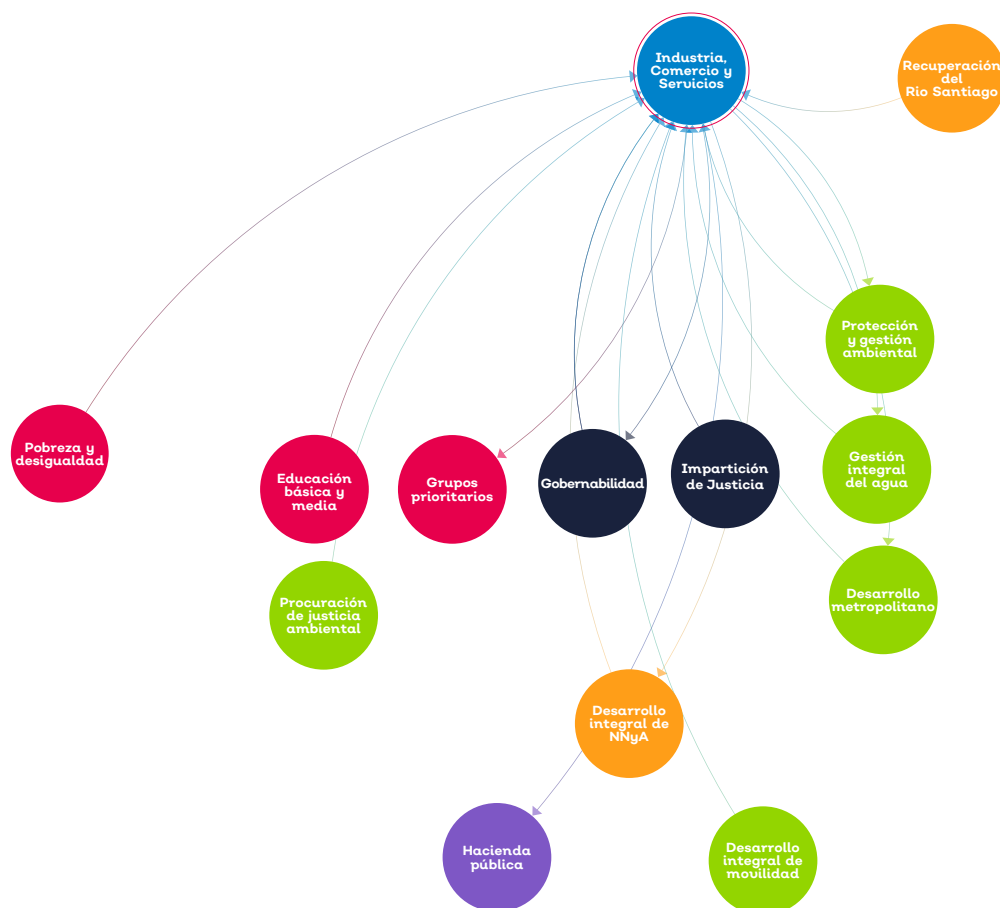 Industria,
Comercio y
Servicios
Recuperación
del
Rio Santiago
Protección
y gestión
ambiental
Pobreza y
desigualdad
Educación
básica y
media
Grupos
prioritarios
Gobernabilidad
Impartición
de Justicia
Gestión
integral
del agua
Procuración
de justicia
ambiental
Desarrollo
metropolitano
Desarrollo
integral de
NNyA
Hacienda
pública
Desarrollo
integral de
movilidad